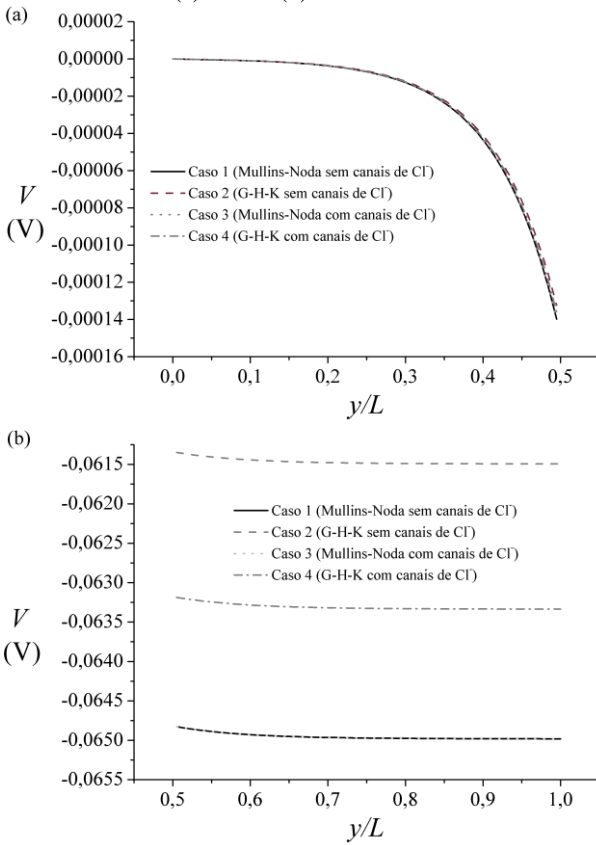 (a)
0,00002
0,00000
-0,00002
-0,00004
-0,00006
-0,00008
-0,00010
-0,00012
-0,00014
-0,00016
V
(V)
Caso 1 (Mullins-Noda sem canais de Cl⁻)
Caso 2 (G-H-K sem canais de Cl⁻)
Caso 3 (Mullins-Noda com canais de Cl⁻)
Caso 4 (G-H-K com canais de Cl⁻)
0,0 0,1 0,2 0,3 0,4 0,5
y/L
(b)
-0,0615
-0,0620
-0,0625
-0,0630
-0,0635
-0,0640
-0,0645
-0,0650
-0,0655
V
(V)
Caso 1 (Mullins-Noda sem canais de Cl⁻)
Caso 2 (G-H-K sem canais de Cl⁻)
Caso 3 (Mullins-Noda com canais de Cl⁻)
Caso 4 (G-H-K com canais de Cl⁻)
0,5 0,6 0,7 0,8 0,9 1,0
y/L